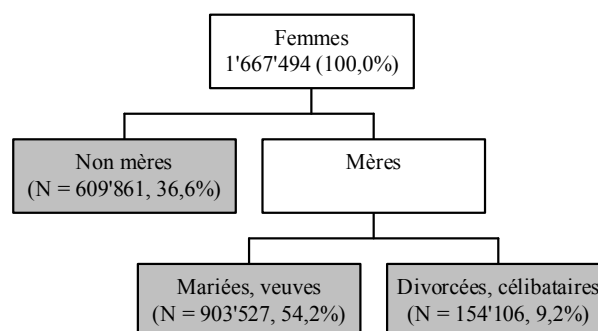 Femmes
1'667'494 (100,0%)
Non mères
(N = 609'861, 36,6%)
Mères
Mariées, veuves
(N = 903'527, 54,2%)
Divorcées, célibataires
(N = 154'106, 9,2%)